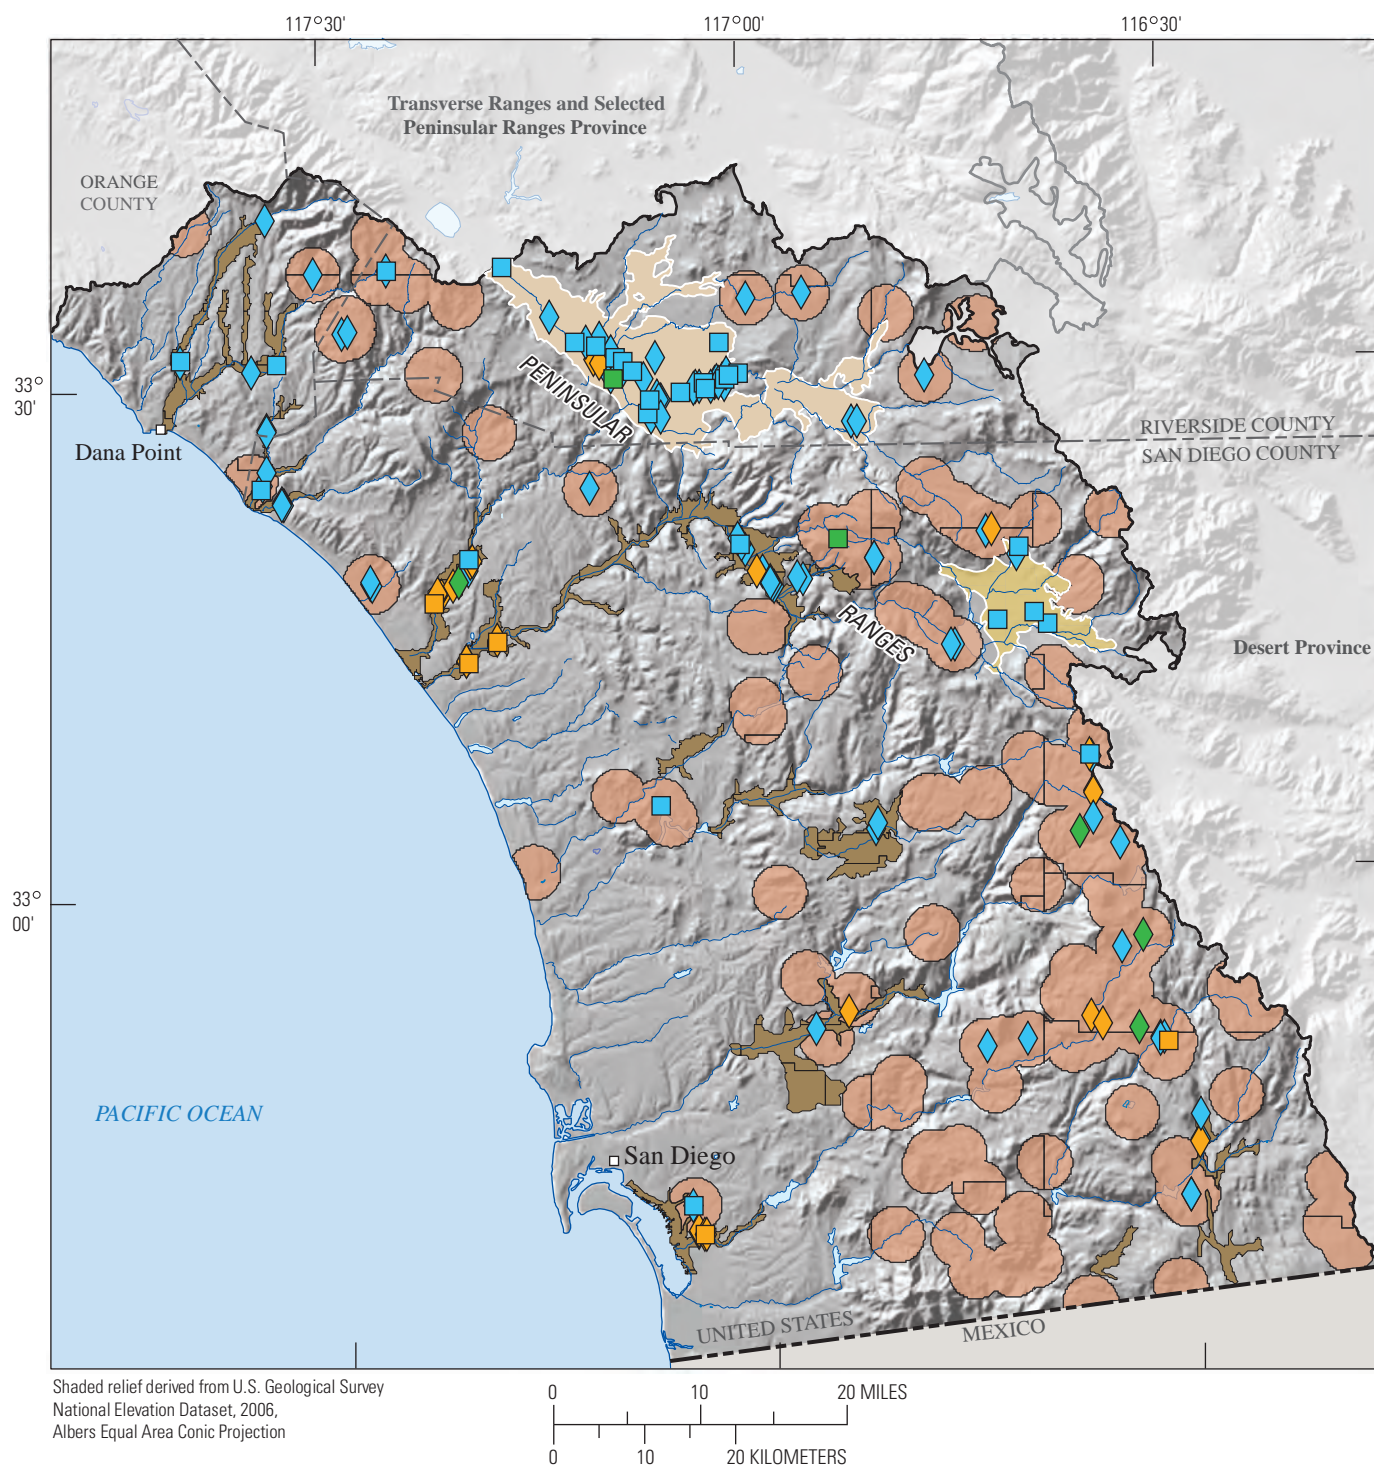 117°30'
117°00'
116°30'
Transverse Ranges and Selected
Peninsular Ranges Province
ORANGE
COUNTY
33°
30'
PENINSULAR
Dana Point
RIVERSIDE COUNTY
SAN DIEGO COUNTY
RANGES
Desert Province
33°
00'
PACIFIC OCEAN
San Diego
UNITED STATES
MEXICO
Shaded relief derived from U.S. Geological Survey
National Elevation Dataset, 2006,
Albers Equal Area Conic Projection
0 10 20 MILES
0 10 20 KILOMETERS